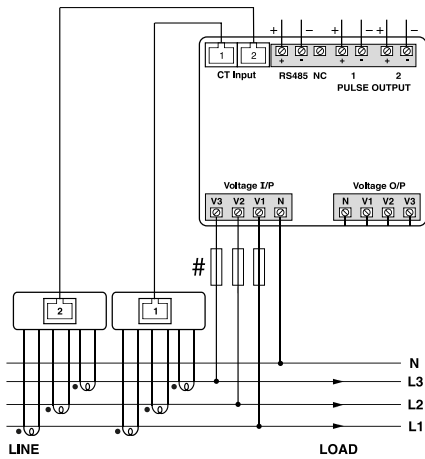 + − + − + −
1 2
+ - + - + -
CT Input RS485 NC 1 2
PULSE OUTPUT
Voltage I/P Voltage O/P
V3 V2 V1 N N V1 V2 V3
#
2 1
N
L3
L2
L1
LINE LOAD